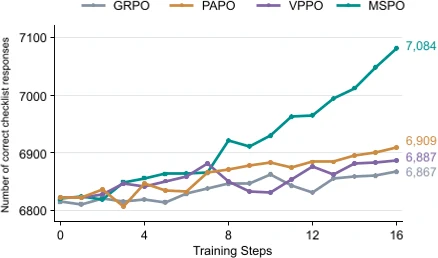 GRPO PAPO VPPO MSPO
Number of correct checklist responses
7100
7000
6900
6800
7,084
6,909
6,887
6,867
0 4 8 12 16
Training Steps